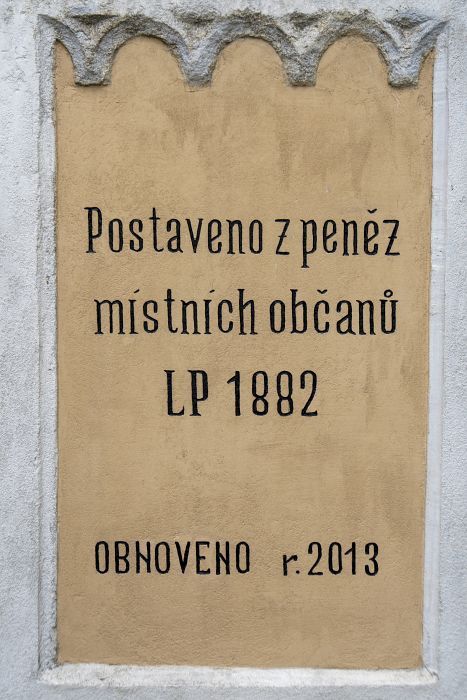 Postaveno z peněz
místních občanů
LP 1882
OBNOVENO r. 2013